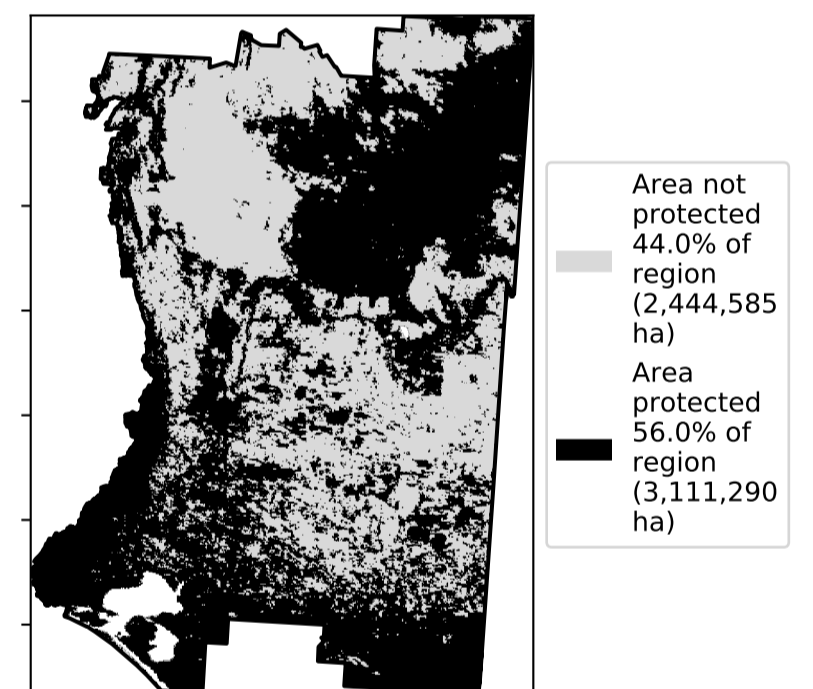 Area not
protected
44.0% of
region
(2,444,585
ha)
Area
protected
56.0% of
region
(3,111,290
ha)